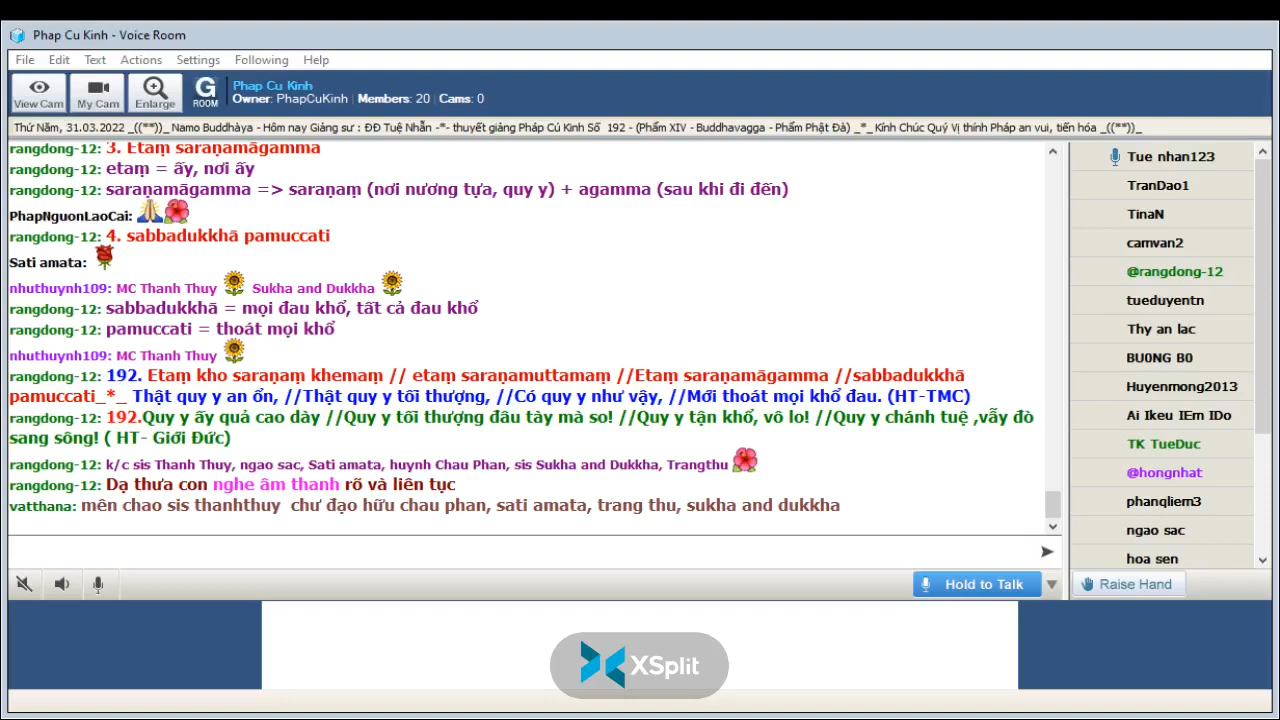 Phap Cu Kinh - Voice Room
File Edit Text Actions Settings Following Help
View Cam My Cam Enlarge G ROOM
Phap Cu Kinh
Owner: PhapCuKinh Members: 20 Cams: 0
Thứ Năm, 31.03.2022 _((**))_ Namo Buddhàya - Hôm nay Giảng sư : ĐĐ Tuệ Nhẫn -*- thuyết giảng Pháp Cú Kinh Số 192 - (Phẩm XIV - Buddhavagga - Phẩm Phật Đà) _*_ Kính Chúc Quý Vị thính Pháp an vui, tiến hóa _((**))_
rangdong-12: 3. Etaṃ saraṇamāgamma
rangdong-12: etaṃ = ấy, nơi ấy
rangdong-12: saraṇamāgamma => saraṇaṃ (nơi nương tựa, quy y) + agamma (sau khi đi đến)
PhapNguonLaoCai:
rangdong-12: 4. sabbadukkhā pamuccati
Sati amata:
nhuthuynh109: MC Thanh Thuy Sukha and Dukkha
rangdong-12: sabbadukkhā = mọi đau khổ, tất cả đau khổ
rangdong-12: pamuccati = thoát mọi khổ
nhuthuynh109: MC Thanh Thuy
rangdong-12: 192. Etaṃ kho saraṇaṃ khemaṃ // etaṃ saraṇamuttamaṃ //Etaṃ saraṇamāgamma //sabbadukkhā
pamuccati_*_ Thật quy y an ổn, //Thật quy y tối thượng, //Có quy y như vậy, //Mới thoát mọi khổ đau. (HT-TMC)
rangdong-12: 192.Quy y ấy quả cao dày //Quy y tối thượng đâu tày mà so! //Quy y tận khổ, vô lo! //Quy y chánh tuệ ,vẫy đò
sang sông! ( HT- Giới Đức)
rangdong-12: k/c sis Thanh Thuy, ngao sac, Sati amata, huynh Chau Phan, sis Sukha and Dukkha, Trangthu
rangdong-12: Dạ thưa con nghe âm thanh rõ và liên tục
vatthana: mên chao sis thanhthuy chư đạo hữu chau phan, sati amata, trang thu, sukha and dukkha
Tue nhan123
TranDao1
TinaN
camvan2
@rangdong-12
tueduyentn
Thy an lac
BU0NG B0
Huyenmong2013
Ai Ikeu IEm IDo
TK TueDuc
@hongnhat
phanqliem3
ngao sac
hoa sen
Hold to Talk
Raise Hand
XSplit